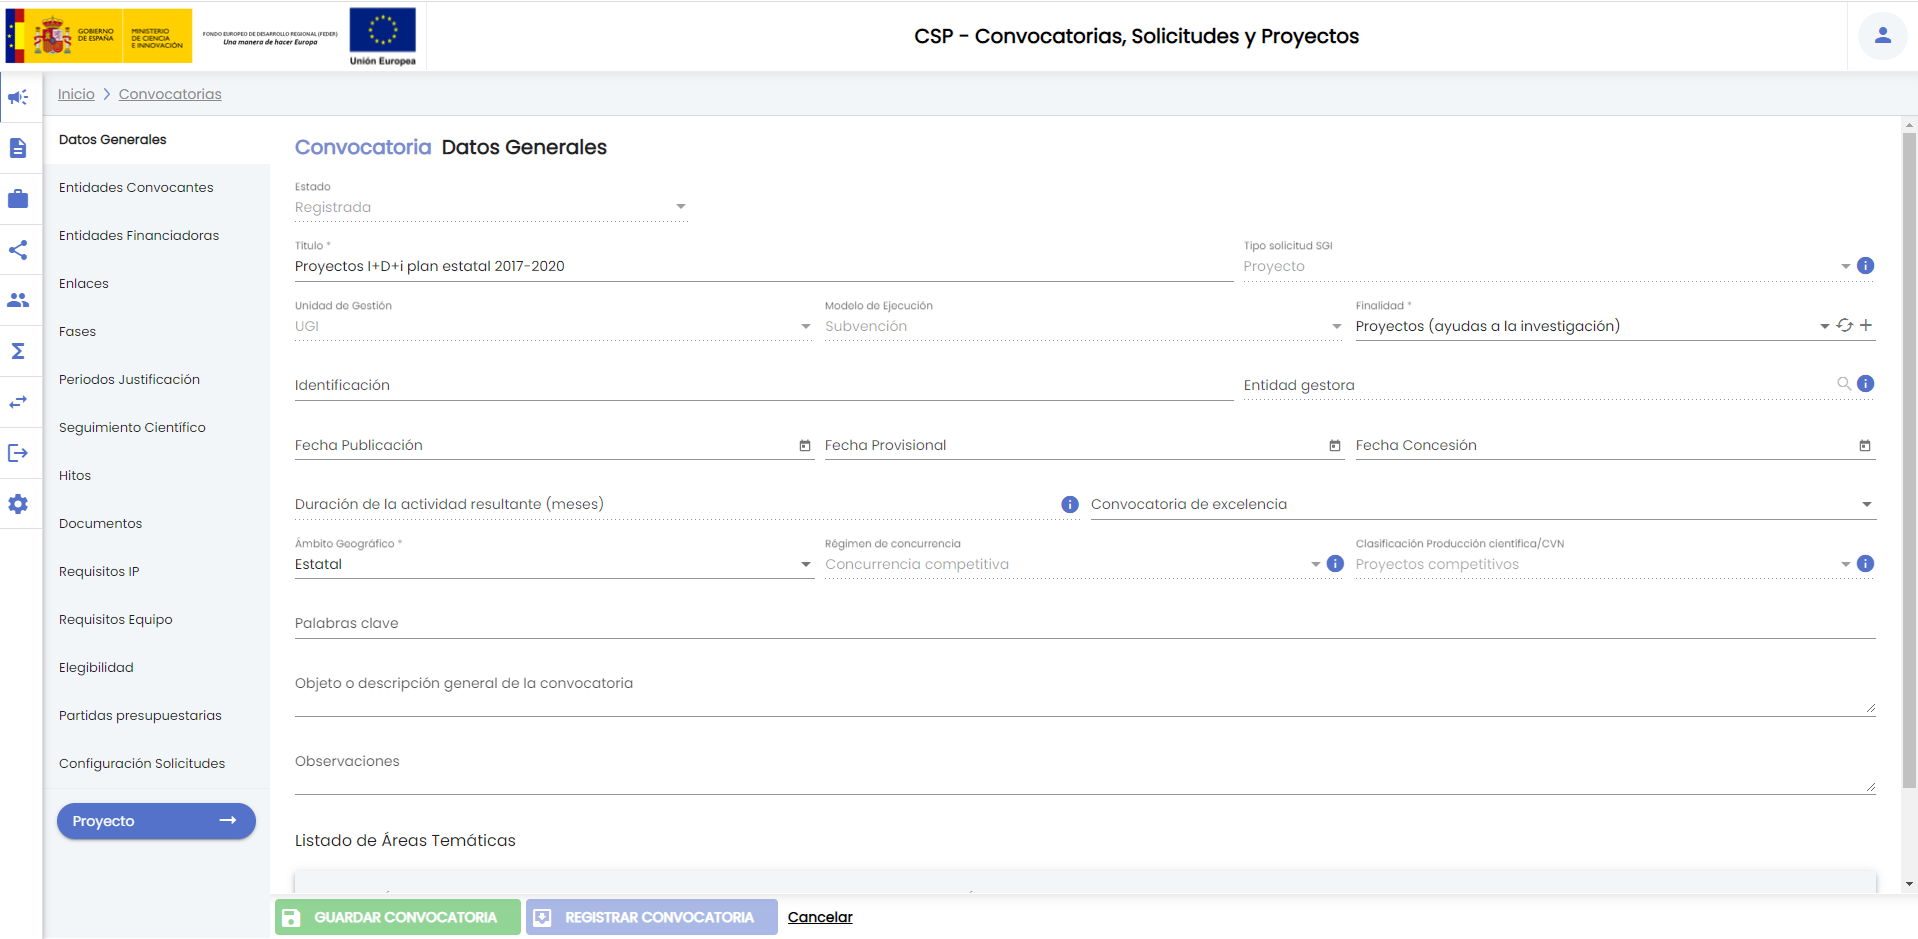 GOBIERNO
DE ESPAÑA
MINISTERIO
DE CIENCIA
E INNOVACIÓN
FONDO EUROPEO DE DESARROLLO REGIONAL (FEDER)
Una manera de hacer Europa
Unión Europea
CSP - Convocatorias, Solicitudes y Proyectos
Inicio > Convocatorias
Datos Generales
Entidades Convocantes
Entidades Financiadoras
Enlaces
Fases
Periodos Justificación
Seguimiento Científico
Hitos
Documentos
Requisitos IP
Requisitos Equipo
Elegibilidad
Partidas presupuestarias
Configuración Solicitudes
Proyecto
Convocatoria Datos Generales
Estado
Registrada
Título * Tipo solicitud SGI
Proyectos I+D+i plan estatal 2017-2020 Proyecto
Unidad de Gestión Modelo de Ejecución Finalidad *
UGI Subvención Proyectos (ayudas a la investigación)
Identificación Entidad gestora
Fecha Publicación Fecha Provisional Fecha Concesión
Duración de la actividad resultante (meses) Convocatoria de excelencia
Ámbito Geográfico * Régimen de concurrencia Clasificación Producción científica/CVN
Estatal Concurrencia competitiva Proyectos competitivos
Palabras clave
Objeto o descripción general de la convocatoria
Observaciones
Listado de Áreas Temáticas
GUARDAR CONVOCATORIA REGISTRAR CONVOCATORIA Cancelar